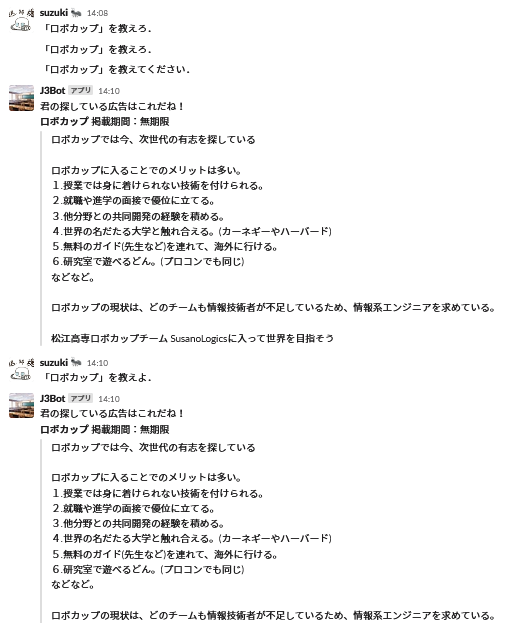 suzuki 14:08
「ロボカップ」を教えろ.
「ロボカップ」を教えろ.
「ロボカップ」を教えてください.
J3Bot アプリ 14:10
君の探している広告はこれだね！
ロボカップ 掲載期間：無期限
ロボカップでは今、次世代の有志を探している
ロボカップに入ることでのメリットは多い。
１.授業では身に着けられない技術を付けられる。
２.就職や進学の面接で優位に立てる。
３.他分野との共同開発の経験を積める。
４.世界の名だたる大学と触れ合える。(カーネギーやハーバード)
５.無料のガイド(先生など)を連れて、海外に行ける。
６.研究室で遊べるどん。(プロコンでも同じ)
などなど。
ロボカップの現状は、どのチームも情報技術者が不足しているため、情報系エンジニアを求めている。
松江高専ロボカップチーム SusanoLogicsに入って世界を目指そう
suzuki 14:10
「ロボカップ」を教えよ.
J3Bot アプリ 14:10
君の探している広告はこれだね！
ロボカップ 掲載期間：無期限
ロボカップでは今、次世代の有志を探している
ロボカップに入ることでのメリットは多い。
１.授業では身に着けられない技術を付けられる。
２.就職や進学の面接で優位に立てる。
３.他分野との共同開発の経験を積める。
４.世界の名だたる大学と触れ合える。(カーネギーやハーバード)
５.無料のガイド(先生など)を連れて、海外に行ける。
６.研究室で遊べるどん。(プロコンでも同じ)
などなど。
ロボカップの現状は、どのチームも情報技術者が不足しているため、情報系エンジニアを求めている。